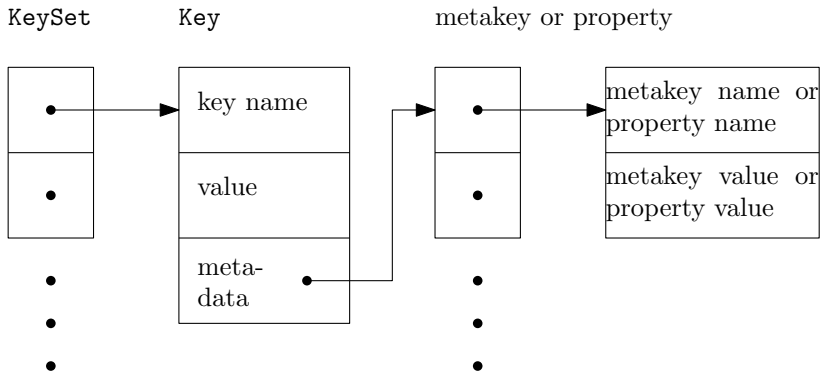 KeySet Key metakey or property
key name
value
meta-
data
metakey name or
property name
metakey value or
property value